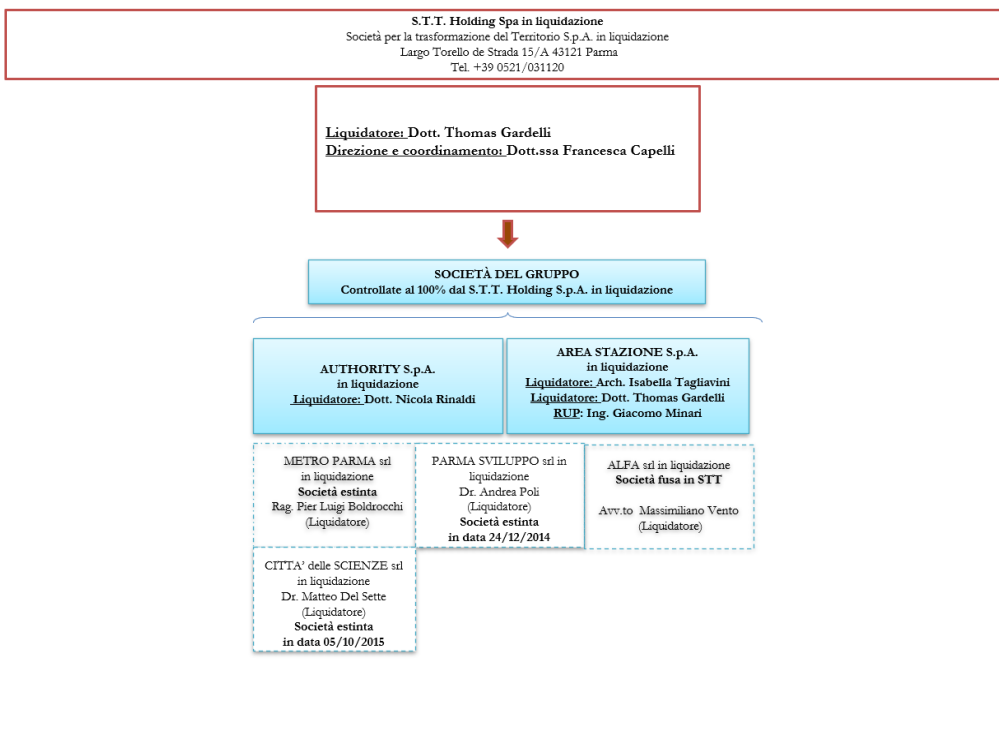 S.T.T. Holding Spa in liquidazione
Società per la trasformazione del Territorio S.p.A. in liquidazione
Largo Torello de Strada 15/A 43121 Parma
Tel. +39 0521/031120
Liquidatore: Dott. Thomas Gardelli
Direzione e coordinamento: Dott.ssa Francesca Capelli
SOCIETÀ DEL GRUPPO
Controllate al 100% dal S.T.T. Holding S.p.A. in liquidazione
AUTHORITY S.p.A.
in liquidazione
Liquidatore: Dott. Nicola Rinaldi
AREA STAZIONE S.p.A.
in liquidazione
Liquidatore: Arch. Isabella Tagliavini
Liquidatore: Dott. Thomas Gardelli
RUP: Ing. Giacomo Minari
METRO PARMA srl
in liquidazione
Società estinta
Rag. Pier Luigi Boldrocchi
(Liquidatore)
PARMA SVILUPPO srl in
liquidazione
Dr. Andrea Poli
(Liquidatore)
Società estinta
in data 24/12/2014
ALFA srl in liquidazione
Società fusa in STT
Avv.to Massimiliano Vento
(Liquidatore)
CITTA' delle SCIENZE srl
in liquidazione
Dr. Matteo Del Sette
(Liquidatore)
Società estinta
in data 05/10/2015